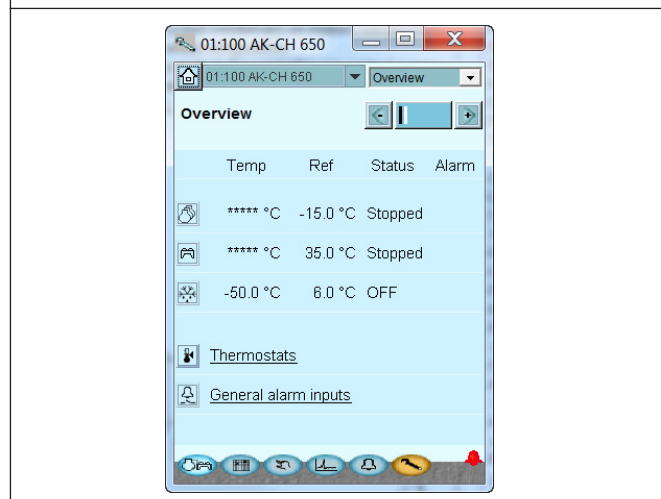 01:100 AK-CH 650
01:100 AK-CH 650 Overview
Overview
Temp Ref Status Alarm
***** °C -15.0 °C Stopped
***** °C 35.0 °C Stopped
-50.0 °C 6.0 °C OFF
Thermostats
General alarm inputs